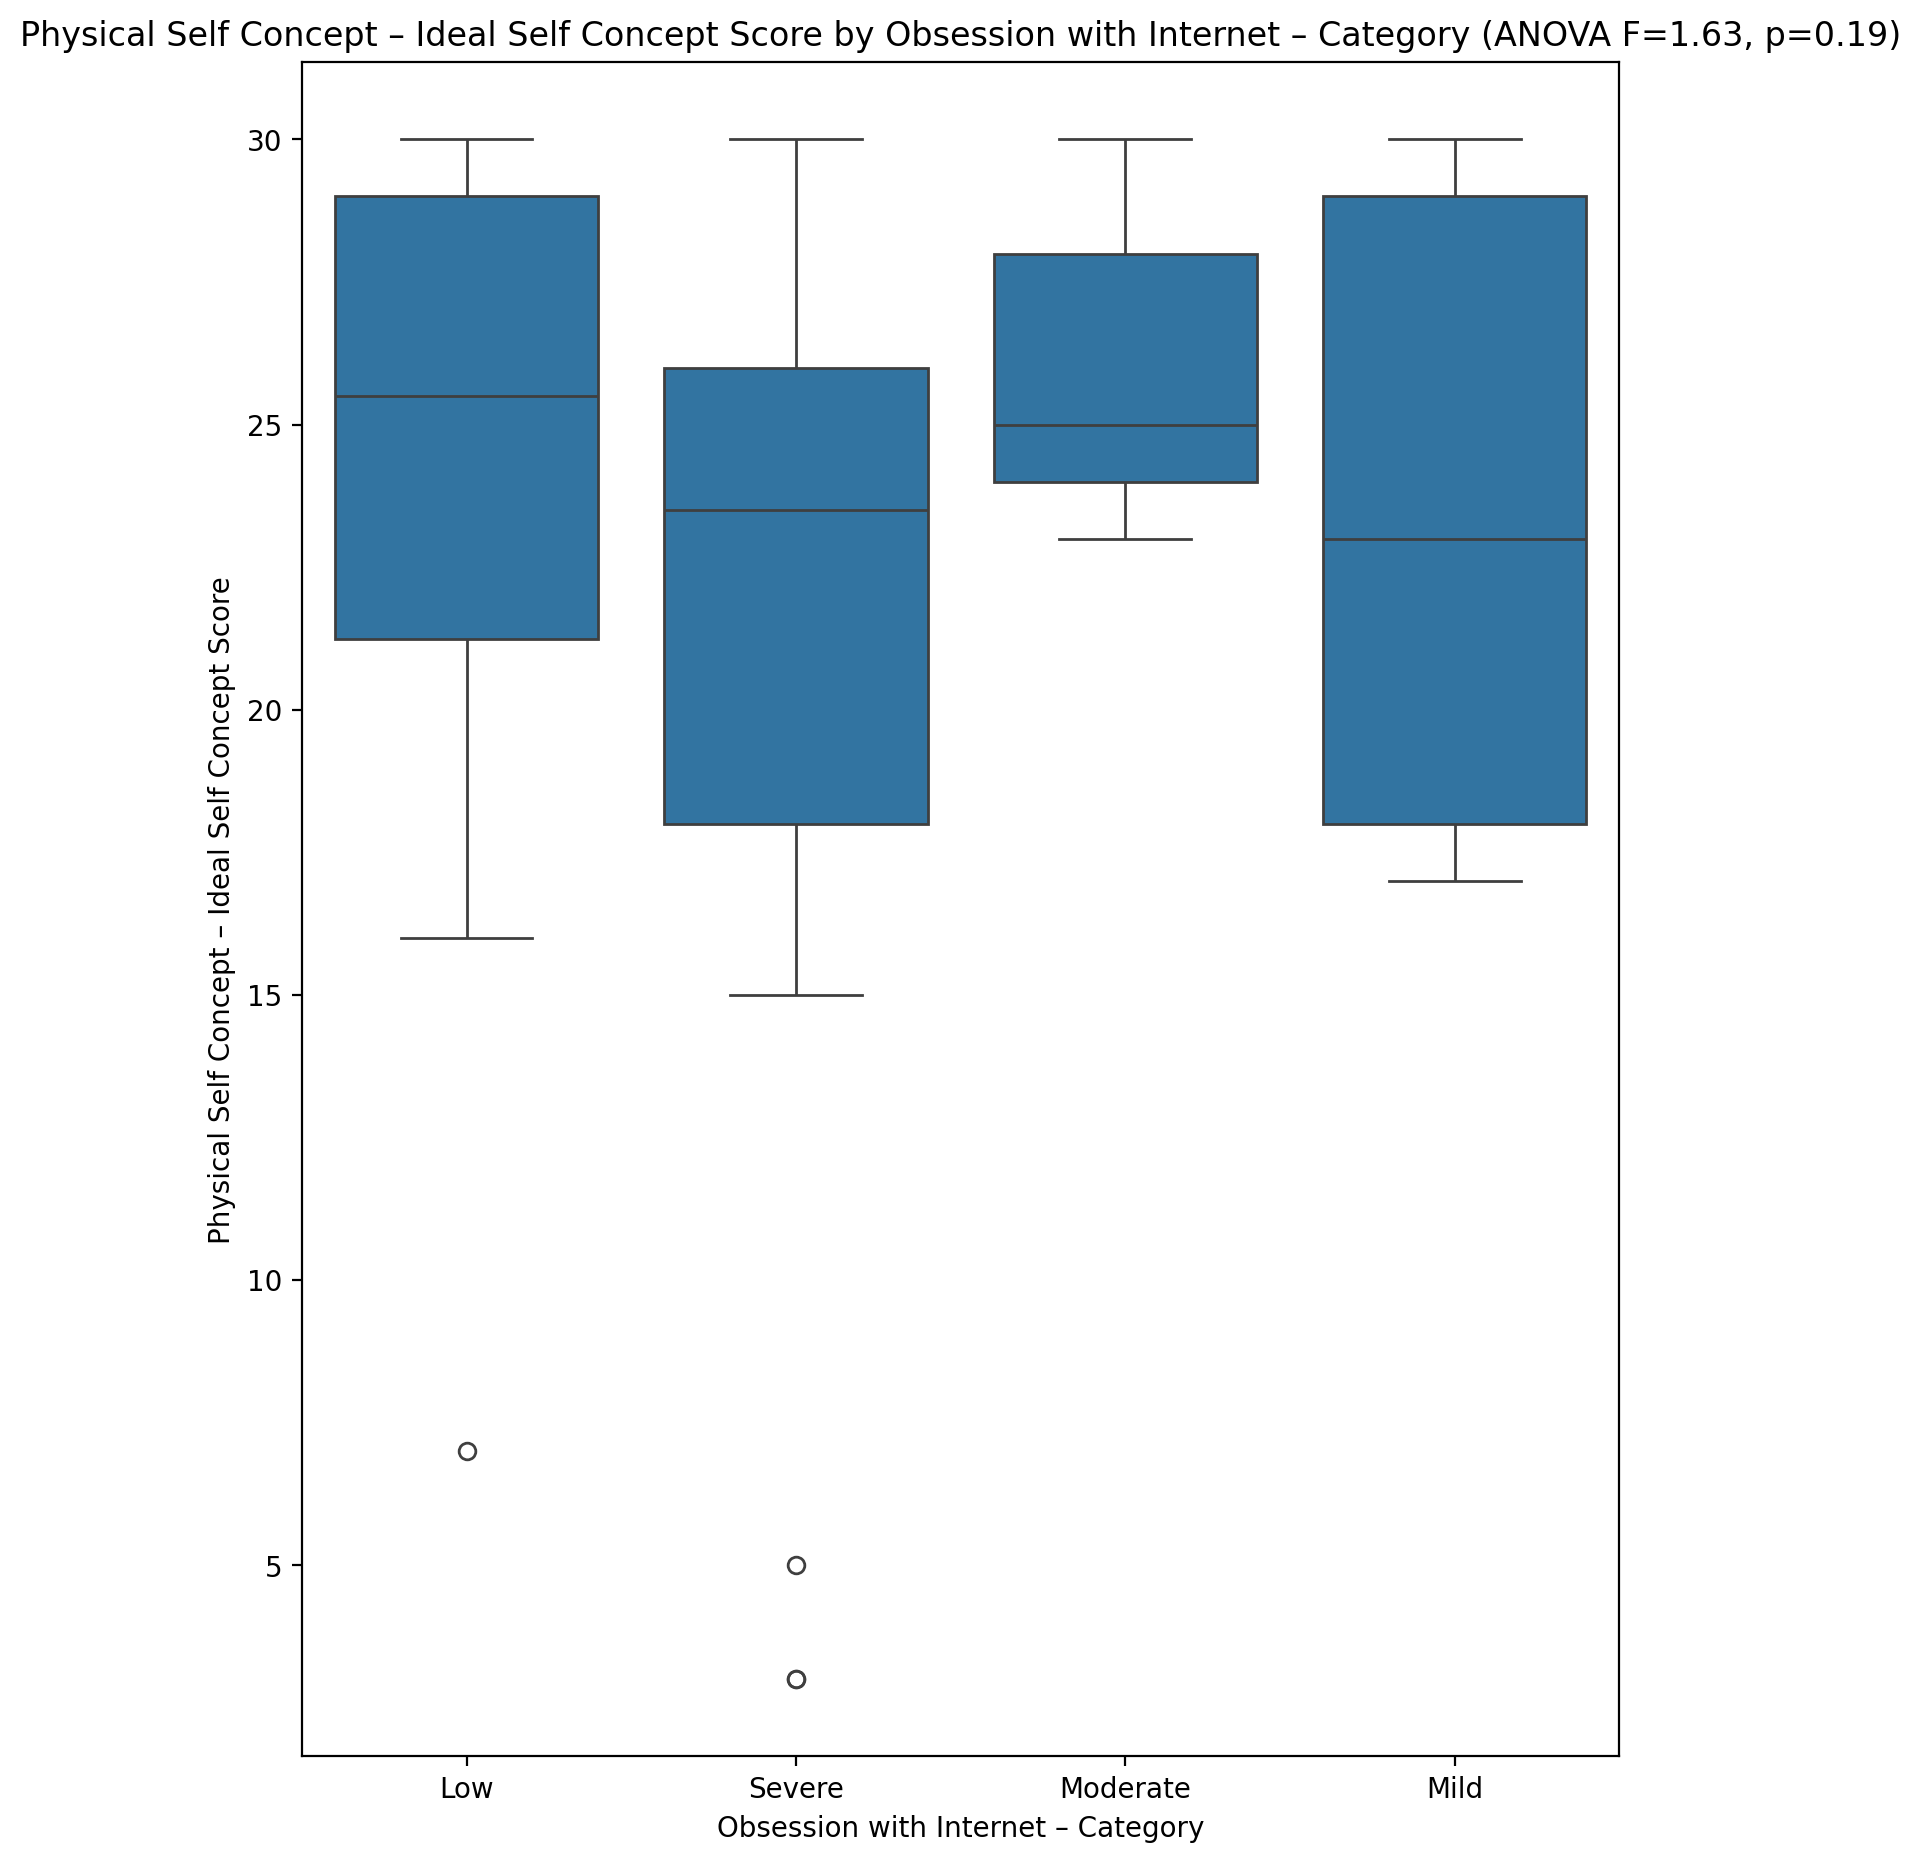 Physical Self Concept – Ideal Self Concept Score by Obsession with Internet – Category (ANOVA F=1.63, p=0.19)
Physical Self Concept – Ideal Self Concept Score
30
25
20
15
10
5
Low Severe Moderate Mild
Obsession with Internet – Category